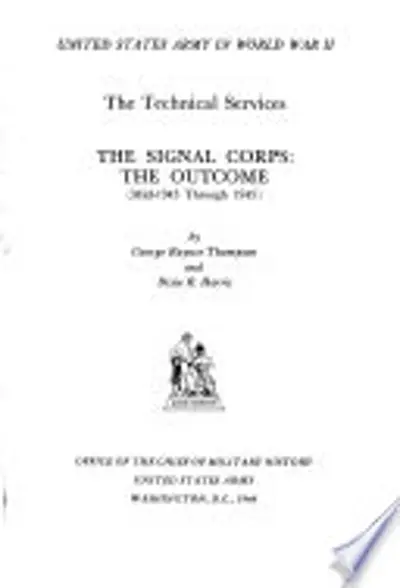 UNITED STATES ARMY IN WORLD WAR II
The Technical Services
THE SIGNAL CORPS:
THE OUTCOME
(Mid-1943 Through 1945)
by
George Raynor Thompson
and
Dixie R. Harris
OFFICE OF THE CHIEF OF MILITARY HISTORY
UNITED STATES ARMY
WASHINGTON, D.C., 1966